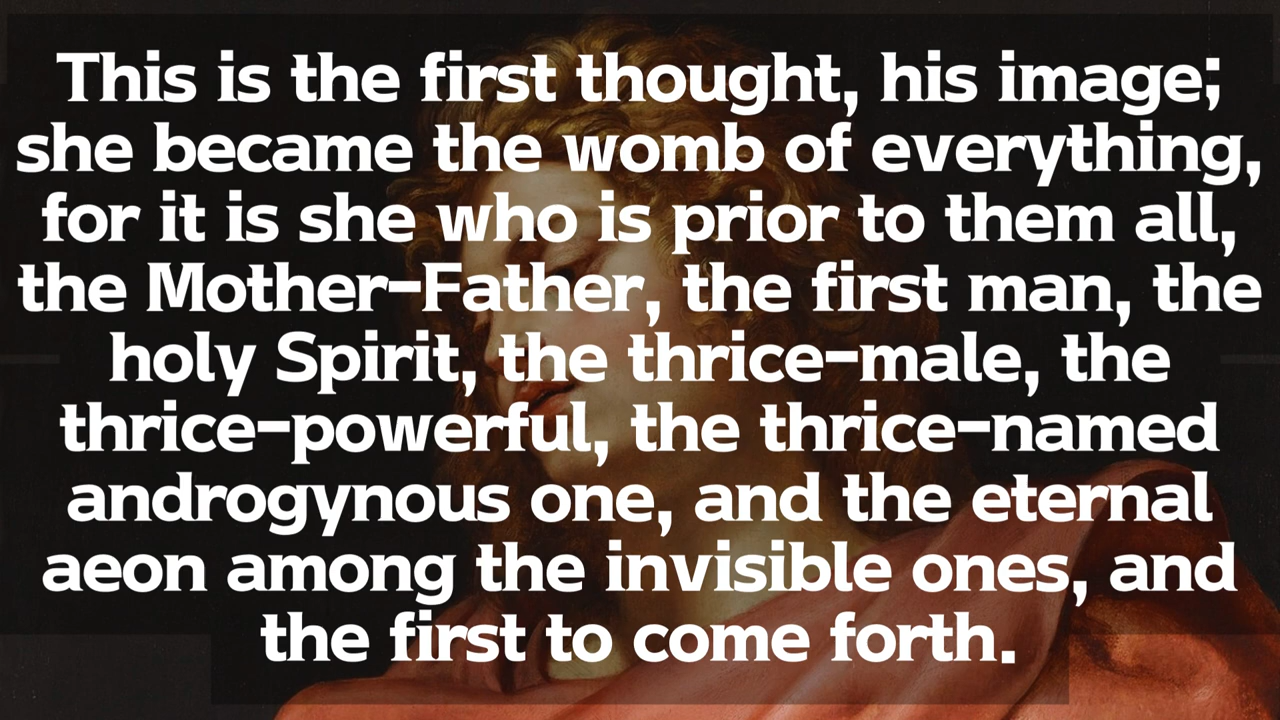 This is the first thought, his image;
she became the womb of everything,
for it is she who is prior to them all,
the Mother-Father, the first man, the
holy Spirit, the thrice-male, the
thrice-powerful, the thrice-named
androgynous one, and the eternal
aeon among the invisible ones, and
the first to come forth.